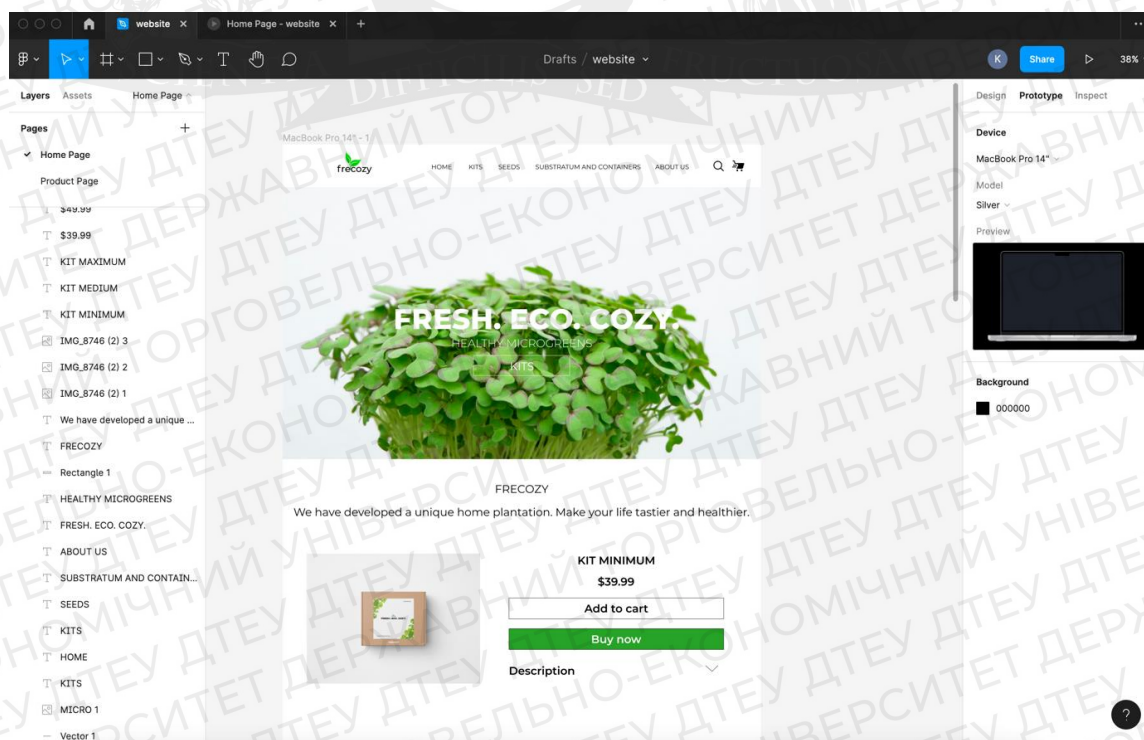 website
Home Page - website
Drafts / website
K
Share
38%
Layers
Assets
Home Page
Pages
Home Page
Product Page
$49.99
$39.99
KIT MAXIMUM
KIT MEDIUM
KIT MINIMUM
IMG_8746 (2) 3
IMG_8746 (2) 2
IMG_8746 (2) 1
We have developed a unique ...
FRECOZY
Rectangle 1
HEALTHY MICROGREENS
FRESH. ECO. COZY.
ABOUT US
SUBSTRATUM AND CONTAIN...
SEEDS
KITS
HOME
KITS
MICRO 1
Vector 1
MacBook Pro 14" - 1
frecozy
HOME
KITS
SEEDS
SUBSTRATUM AND CONTAINERS
ABOUT US
FRESH. ECO. COZY.
HEALTHY MICROGREENS
KITS
FRECOZY
We have developed a unique home plantation. Make your life tastier and healthier.
KIT MINIMUM
$39.99
Add to cart
Buy now
Description
Design
Prototype
Inspect
Device
MacBook Pro 14"
Model
Silver
Preview
Background
000000
?